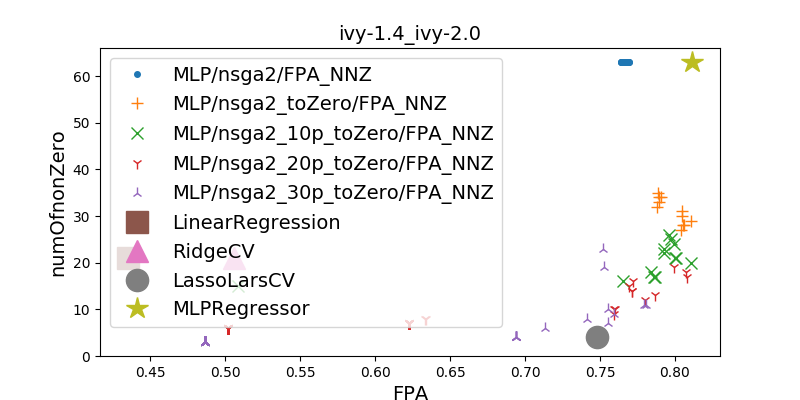 ivy-1.4_ivy-2.0
numOfnonZero
60
50
40
30
20
10
0
MLP/nsga2/FPA_NNZ
MLP/nsga2_toZero/FPA_NNZ
MLP/nsga2_10p_toZero/FPA_NNZ
MLP/nsga2_20p_toZero/FPA_NNZ
MLP/nsga2_30p_toZero/FPA_NNZ
LinearRegression
RidgeCV
LassoLarsCV
MLPRegressor
0.45 0.50 0.55 0.60 0.65 0.70 0.75 0.80
FPA